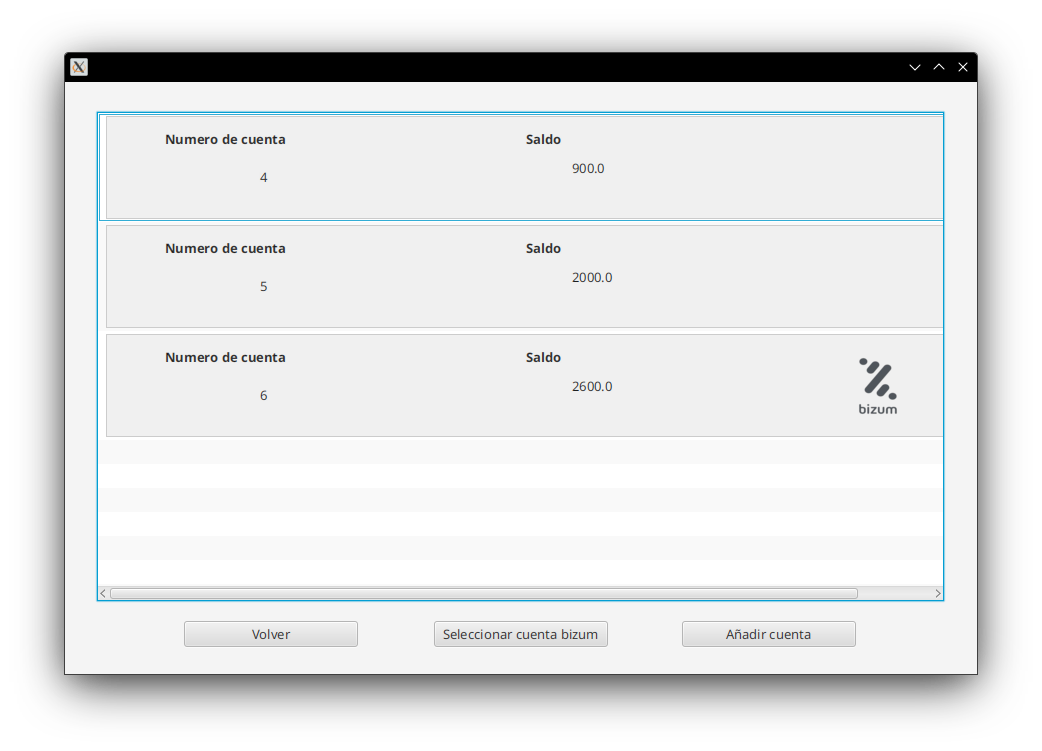 Numero de cuenta Saldo
4 900.0
Numero de cuenta Saldo
5 2000.0
Numero de cuenta Saldo
6 2600.0
bizum
Volver Seleccionar cuenta bizum Añadir cuenta